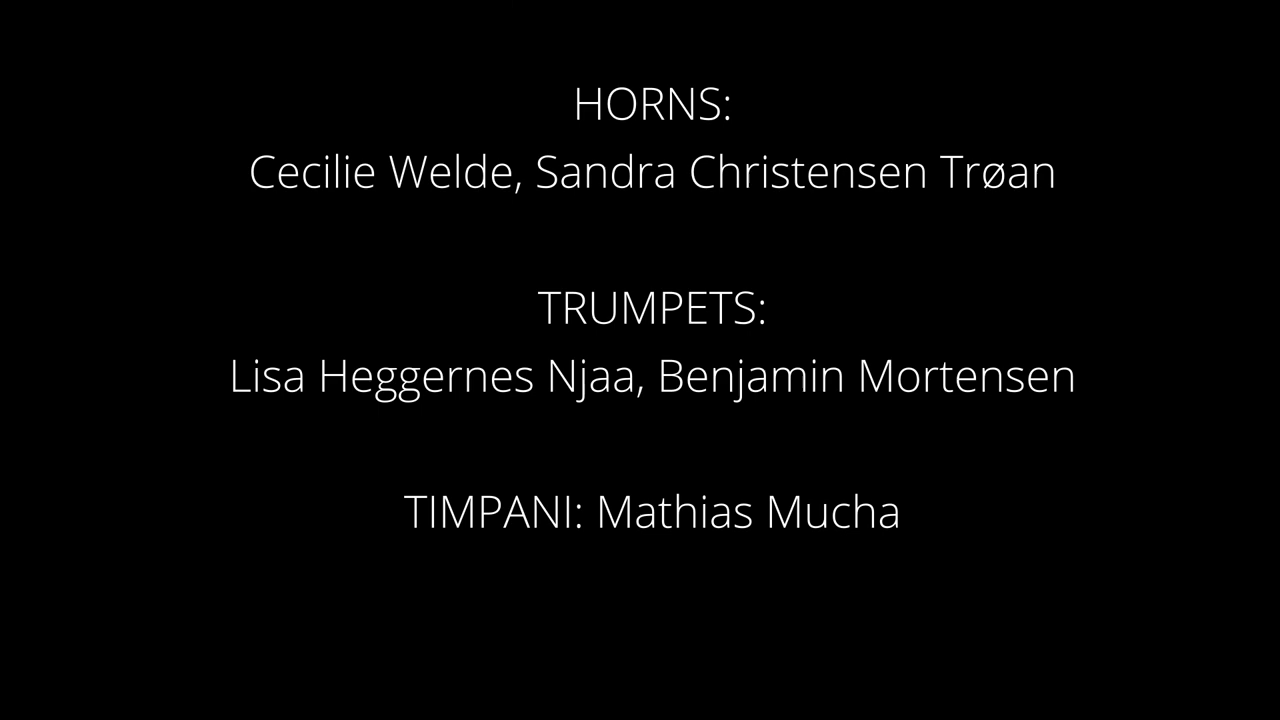 HORNS:
Cecilie Welde, Sandra Christensen Trøan
TRUMPETS:
Lisa Heggernes Njaa, Benjamin Mortensen
TIMPANI: Mathias Mucha